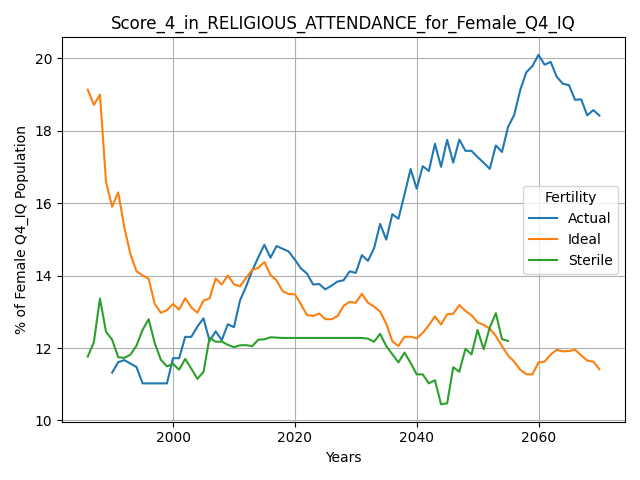 Score_4_in_RELIGIOUS_ATTENDANCE_for_Female_Q4_IQ
% of Female Q4_IQ Population
20
18
16
14
12
10
Fertility
Actual
Ideal
Sterile
2000
2020
2040
2060
Years